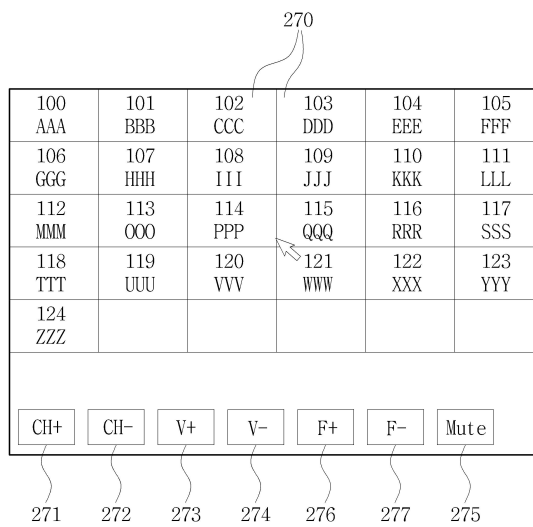 270
100 101 102 103 104 105
AAA BBB CCC DDD EEE FFF
106 107 108 109 110 111
GGG HHH III JJJ KKK LLL
112 113 114 115 116 117
MMM OOO PPP QQQ RRR SSS
118 119 120 121 122 123
TTT UUU VVV WWW XXX YYY
124
ZZZ
CH+ CH- V+ V- F+ F- Mute
271 272 273 274 276 277 275